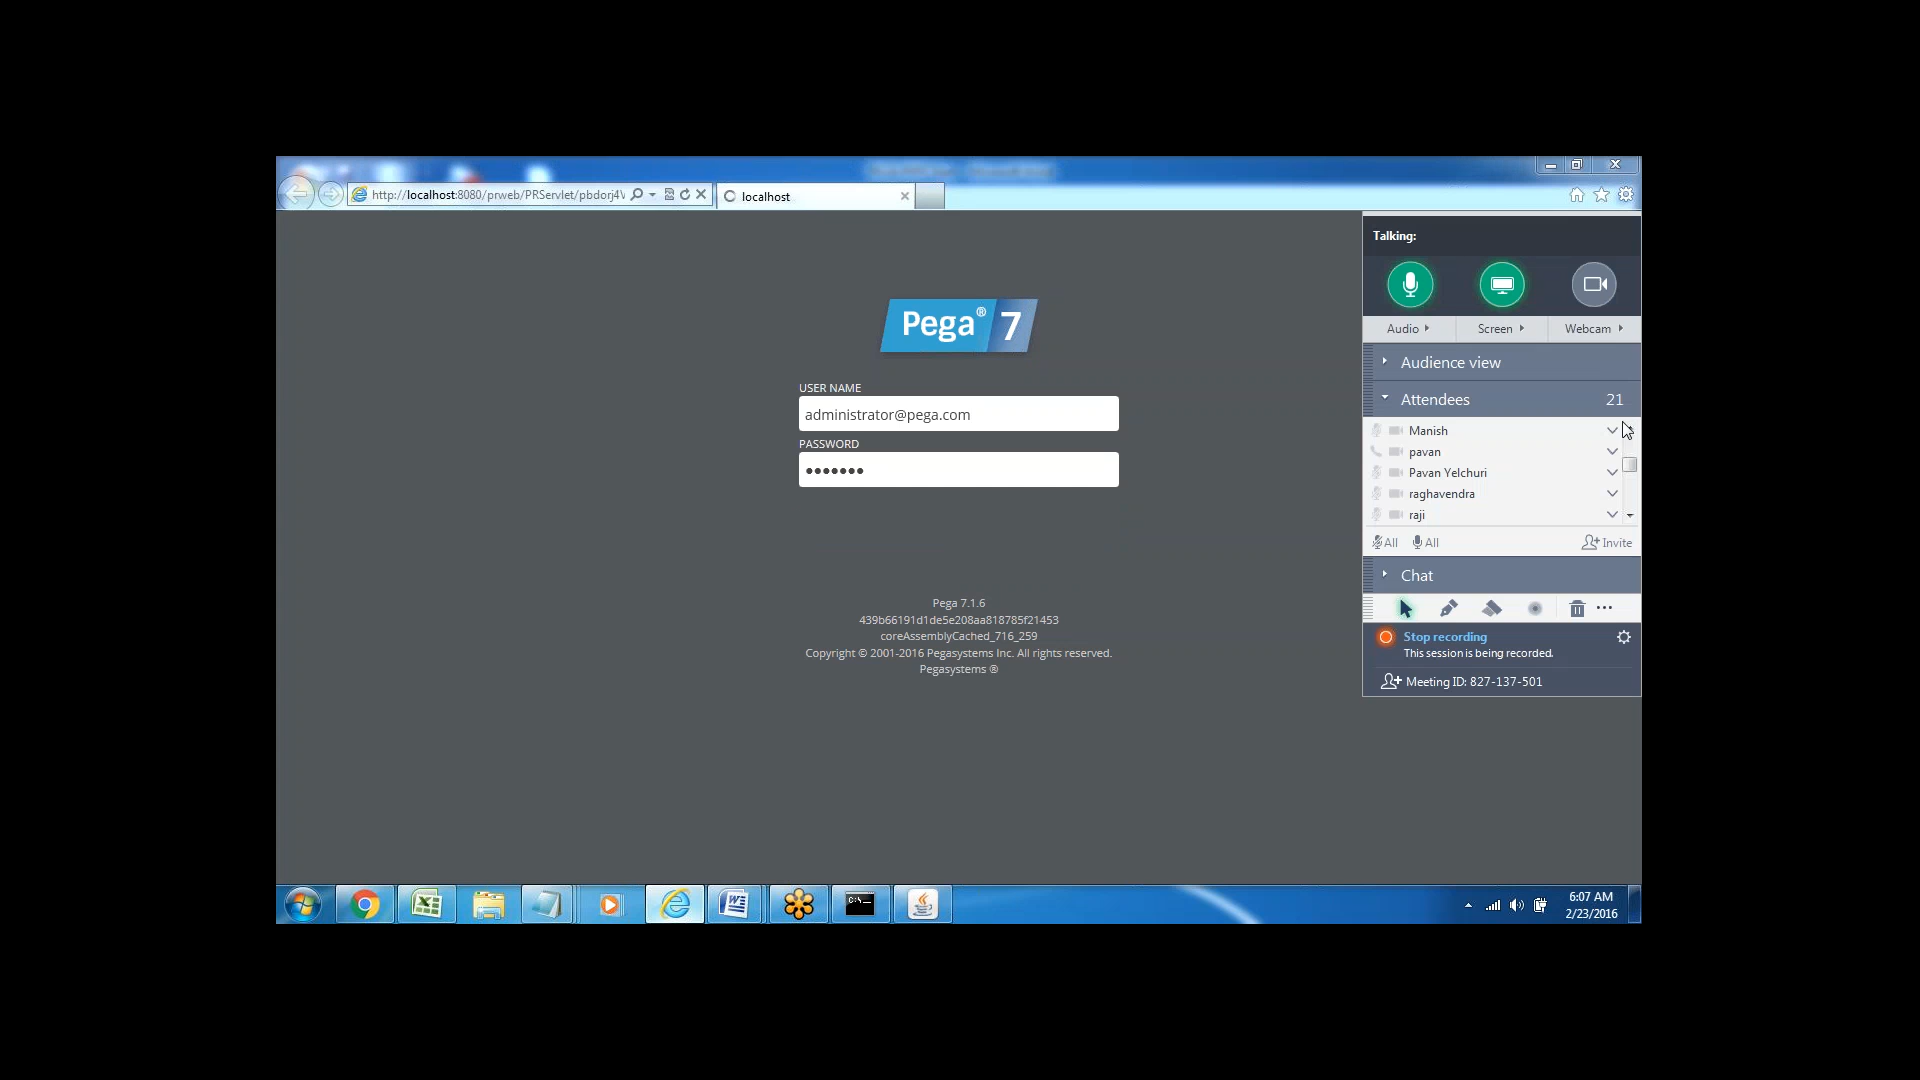 http://localhost:8080/prweb/PRServlet/pbdorj4V
localhost
Talking:
Audio
Screen
Webcam
Audience view
Attendees 21
Manish
pavan
Pavan Yelchuri
raghavendra
raji
All
All
Invite
Chat
Stop recording
This session is being recorded.
Meeting ID: 827-137-501
Pega® 7
USER NAME
administrator@pega.com
PASSWORD
•••••••
Pega 7.1.6
439b66191d1de5e208aa818785f21453
coreAssemblyCached_716_259
Copyright © 2001-2016 Pegasystems Inc. All rights reserved.
Pegasystems ®
C:\
6:07 AM
2/23/2016